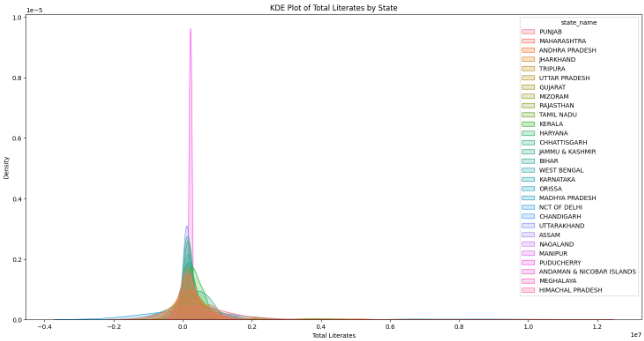 KDE Plot of Total Literates by State
1e−5
1.0
0.8
0.6
0.4
0.2
0.0
Density
−0.4
−0.2
0.0
0.2
0.4
0.6
0.8
1.0
1.2
1e7
Total Literates
state_name
PUNJAB
MAHARASHTRA
ANDHRA PRADESH
JHARKHAND
TRIPURA
UTTAR PRADESH
GUJARAT
MIZORAM
RAJASTHAN
TAMIL NADU
KERALA
HARYANA
CHHATTISGARH
JAMMU & KASHMIR
BIHAR
WEST BENGAL
KARNATAKA
ORISSA
MADHYA PRADESH
NCT OF DELHI
CHANDIGARH
UTTARAKHAND
ASSAM
NAGALAND
MANIPUR
PUDUCHERRY
ANDAMAN & NICOBAR ISLANDS
MEGHALAYA
HIMACHAL PRADESH